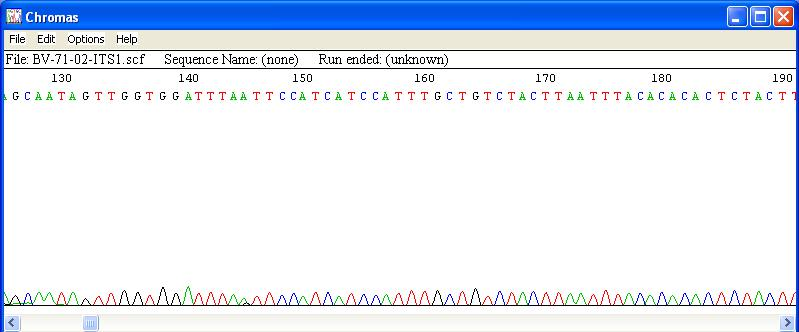 Chromas
File Edit Options Help
File: BV-71-02-ITS1.scf Sequence Name: (none) Run ended: (unknown)
130 140 150 160 170 180 190
A G C A A T A G T T G G T G G A T T T A A T T C C A T C A T C C A T T T G C T G T C T A C T T A A T T T A C A C A C A C T C T A C T T